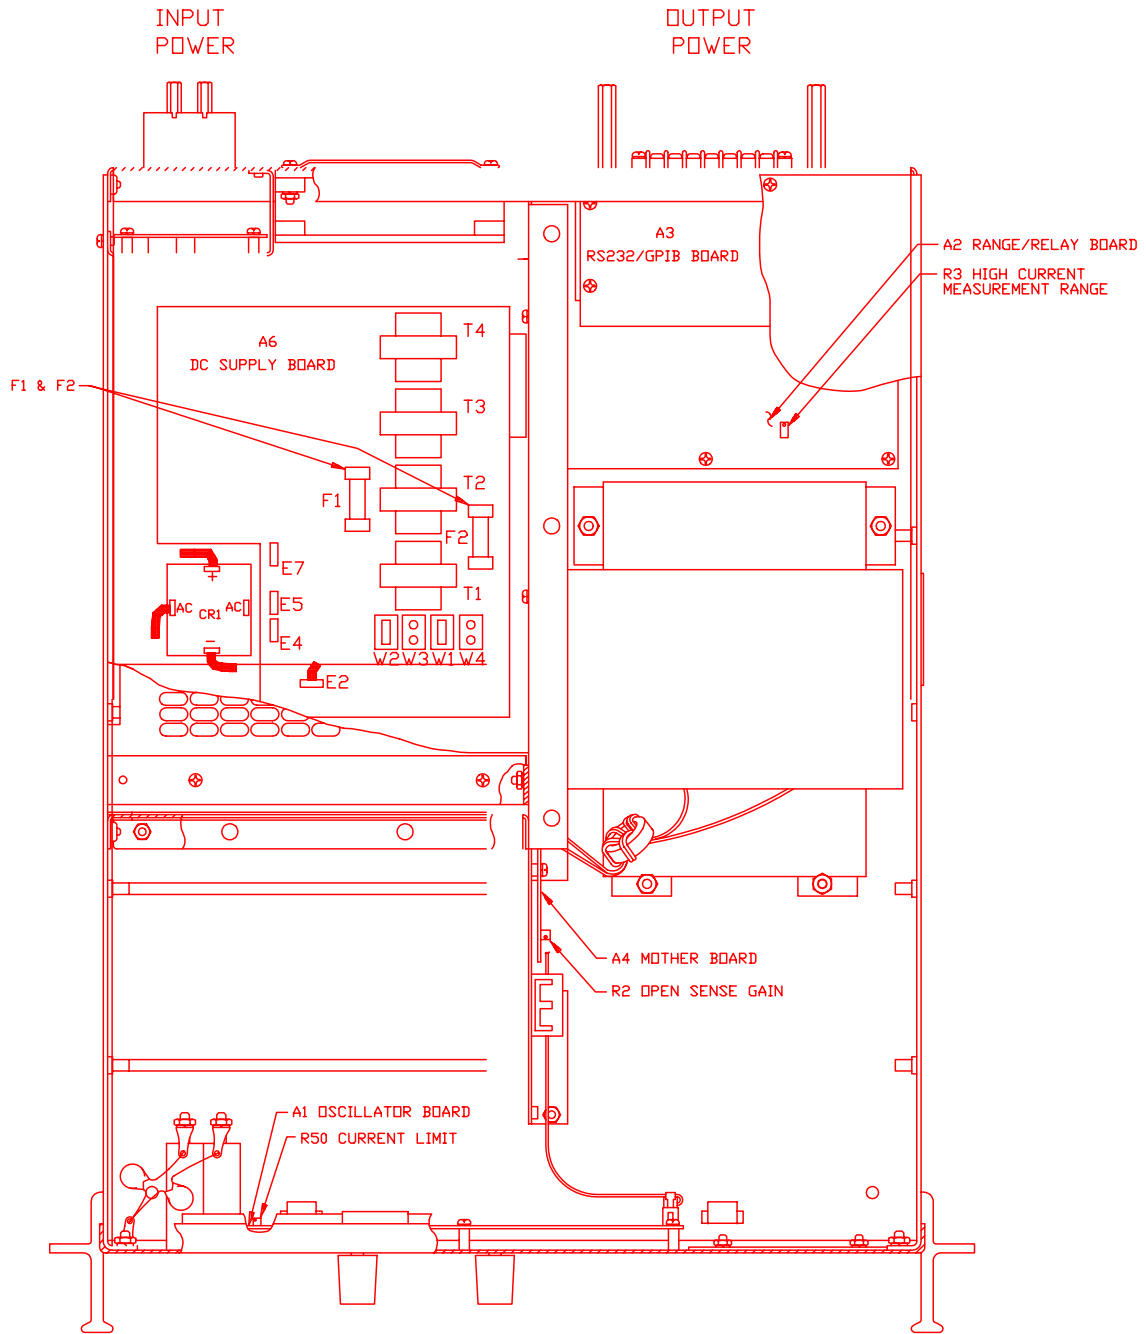 INPUT
POWER
OUTPUT
POWER
A3
RS232/GPIB BOARD
A2 RANGE/RELAY BOARD
R3 HIGH CURRENT
MEASUREMENT RANGE
A6
DC SUPPLY BOARD
T4
F1 & F2
T3
T2
F1
F2
E7
T1
+
AC
CR1
AC
E5
−
E4
W2
W3
W1
W4
E2
A4 MOTHER BOARD
R2 OPEN SENSE GAIN
A1 OSCILLATOR BOARD
R50 CURRENT LIMIT